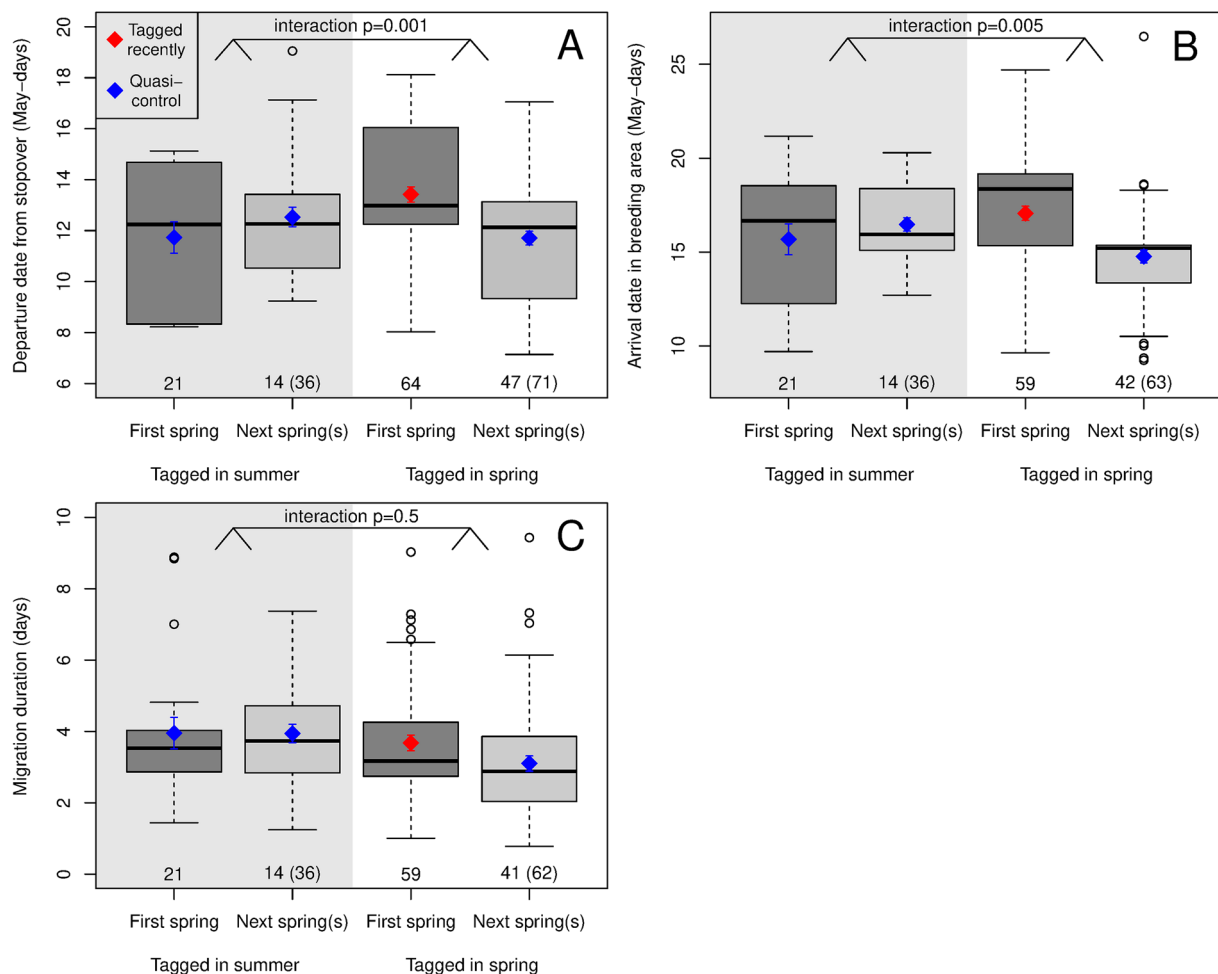 Departure date from stopover (May−days)
20
18
16
14
12
10
8
6
Tagged
recently
Quasi−
control
interaction p=0.001
A
21
14 (36)
64
47 (71)
First spring
Next spring(s)
First spring
Next spring(s)
Tagged in summer
Tagged in spring
Arrival date in breeding area (May−days)
25
20
15
10
interaction p=0.005
B
21
14 (36)
59
42 (63)
First spring
Next spring(s)
First spring
Next spring(s)
Tagged in summer
Tagged in spring
Migration duration (days)
10
8
6
4
2
0
interaction p=0.5
C
21
14 (36)
59
41 (62)
First spring
Next spring(s)
First spring
Next spring(s)
Tagged in summer
Tagged in spring